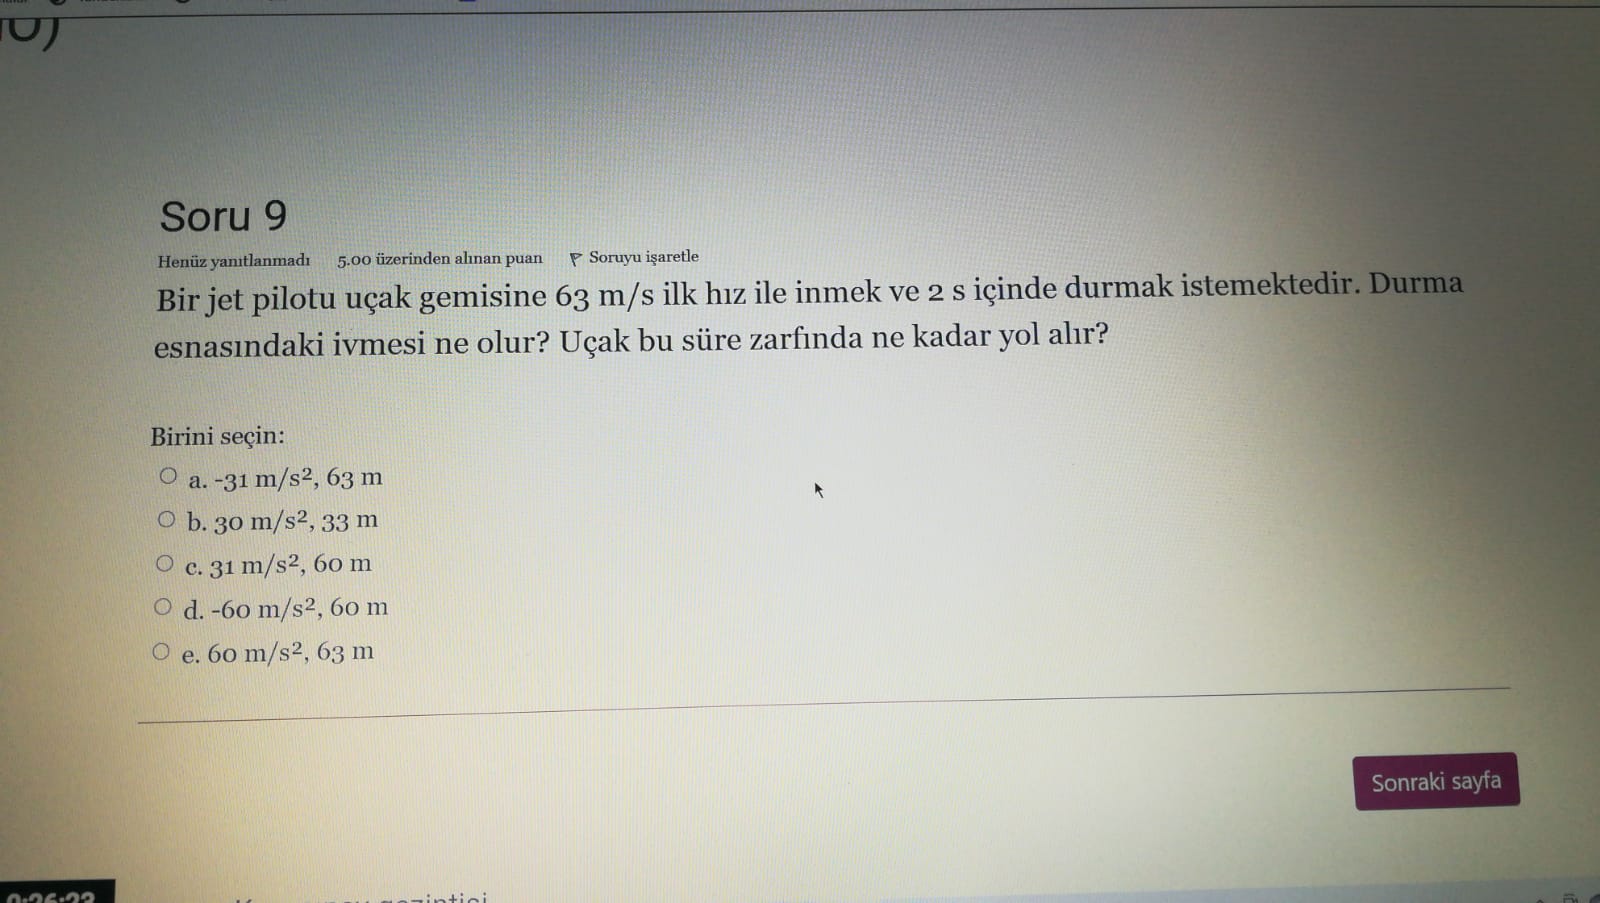 Soru 9
Henüz yanıtlanmadı 5.00 üzerinden alınan puan Soruyu işaretle
Bir jet pilotu uçak gemisine 63 m/s ilk hız ile inmek ve 2 s içinde durmak istemektedir. Durma
esnasındaki ivmesi ne olur? Uçak bu süre zarfında ne kadar yol alır?
Birini seçin:
a. -31 m/s², 63 m
b. 30 m/s², 33 m
c. 31 m/s², 60 m
d. -60 m/s², 60 m
e. 60 m/s², 63 m
Sonraki sayfa